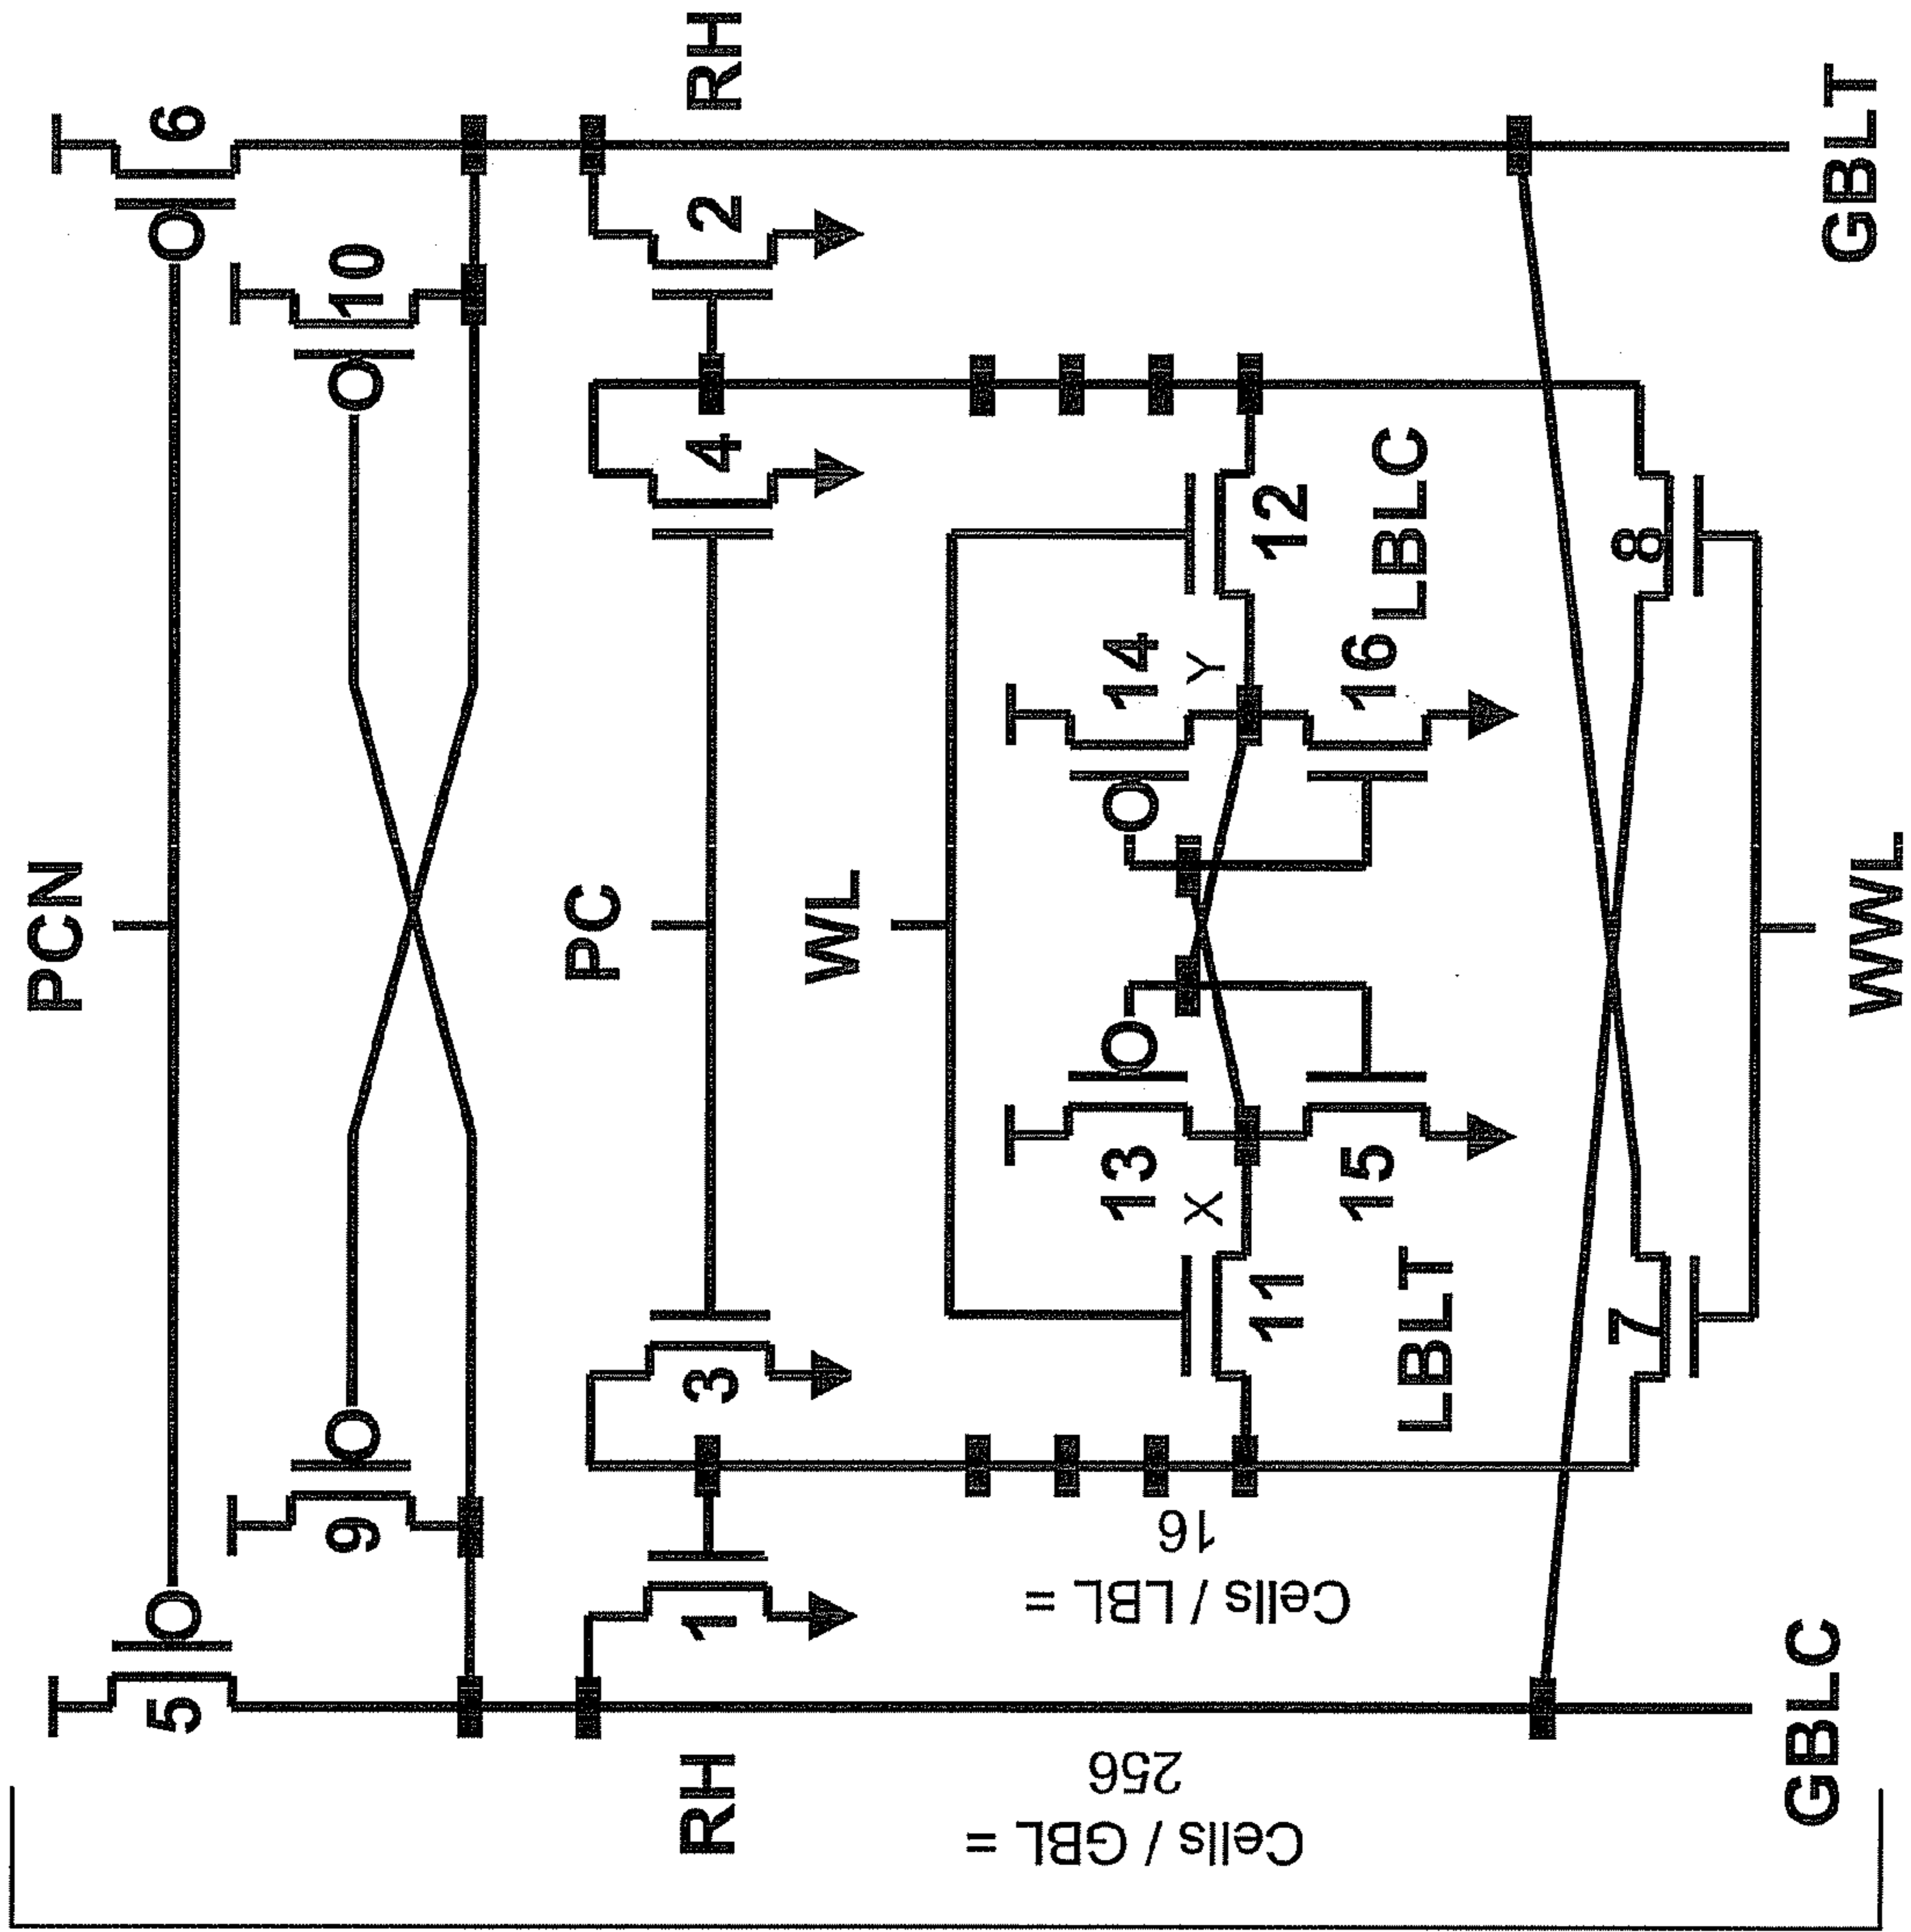 PCN
6
5
10
9
RH
RH
2
4
3
1
PC
WL
14
Y
12
LBLC
16
13
X
11
15
LBLT
Cells / LBL =
16
Cells / GBL =
256
8
7
GBLT
GBLC
WWL